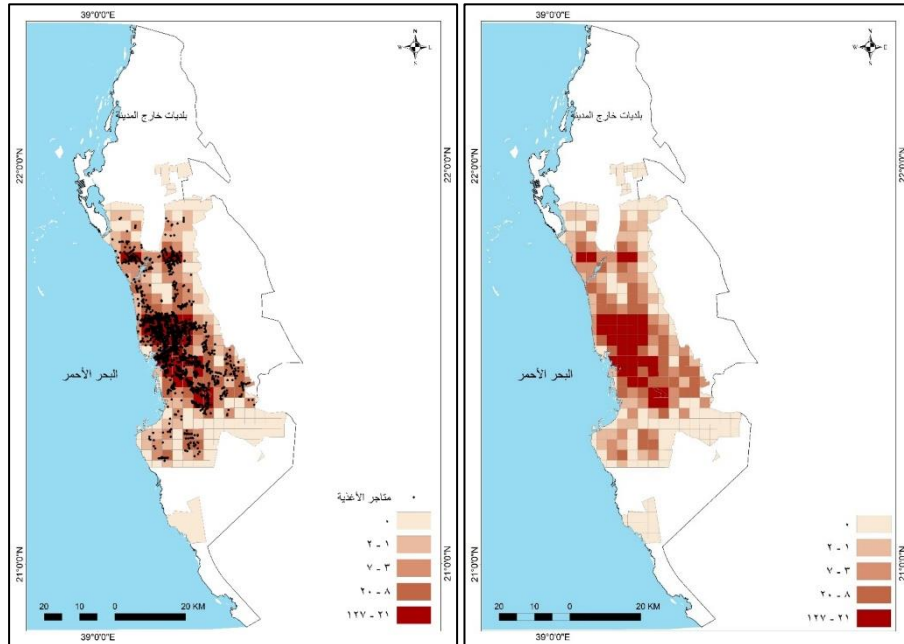 39°0'0"E
N
W
L
S
بلديات خارج المدينة
22°0'0"N
البحر الأحمر
متاجر الأغذية
٠
١ - ٢
٣ - ٧
٨ - ٢٠
٢١ - ١٢٧
21°0'0"N
20 10 0 20 KM
39°0'0"E
39°0'0"E
N
W
E
S
بلديات خارج المدينة
22°0'0"N
البحر الأحمر
٠
١ - ٢
٣ - ٧
٨ - ٢٠
٢١ - ١٢٧
21°0'0"N
20 10 0 20 KM
39°0'0"E